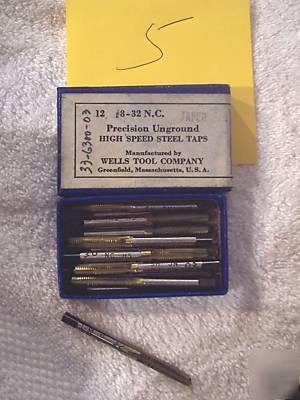 5
12 #8-32 N.C. TAPER
Precision Unground
HIGH SPEED STEEL TAPS
Manufactured by
WELLS TOOL COMPANY
Greenfield, Massachusetts, U. S. A.
33-6380-03